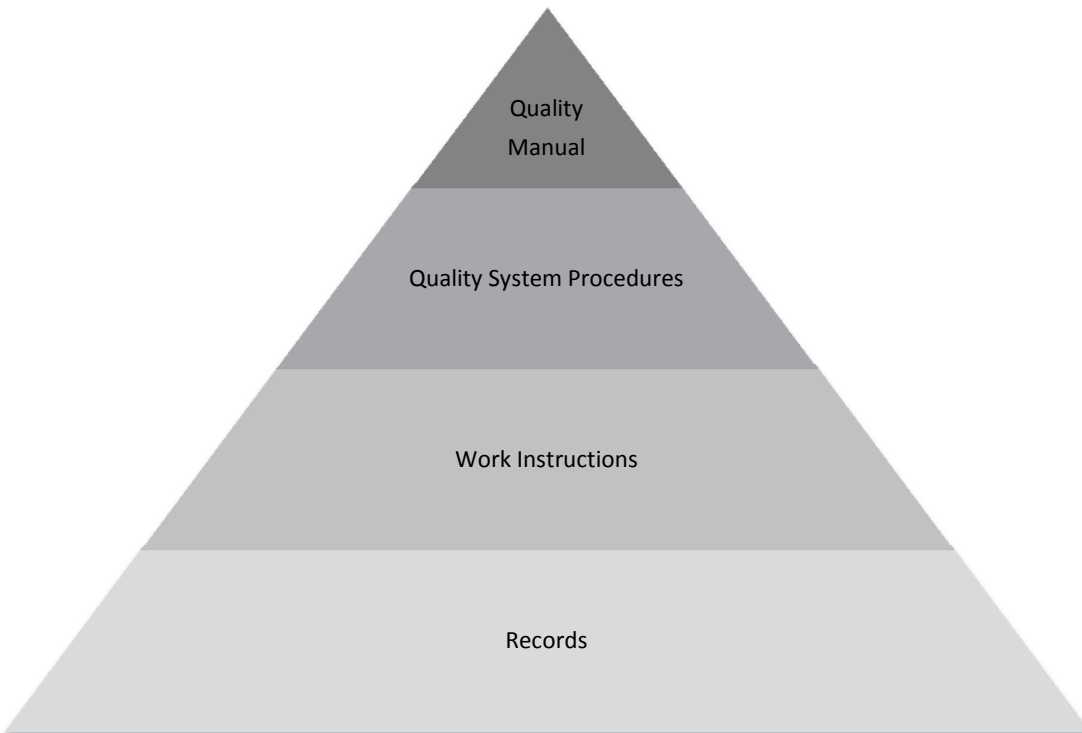 Quality
Manual
Quality System Procedures
Work Instructions
Records